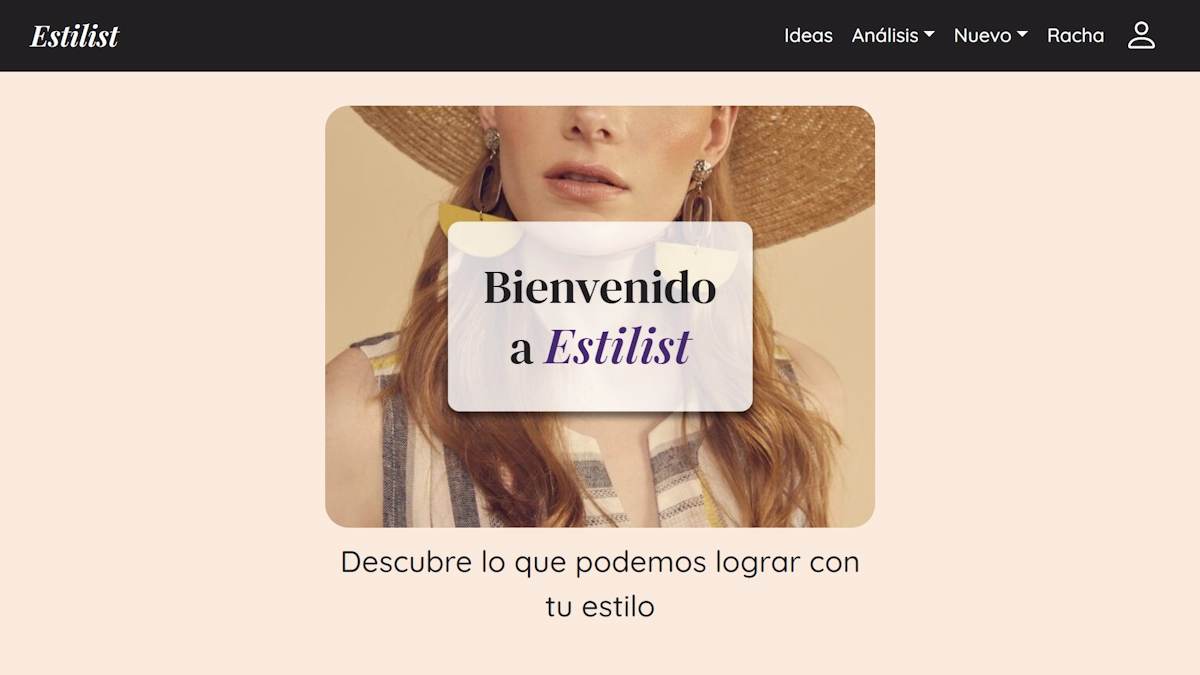 Estilist
Ideas Análisis Nuevo Racha
Bienvenido
a Estilist
Descubre lo que podemos lograr con
tu estilo